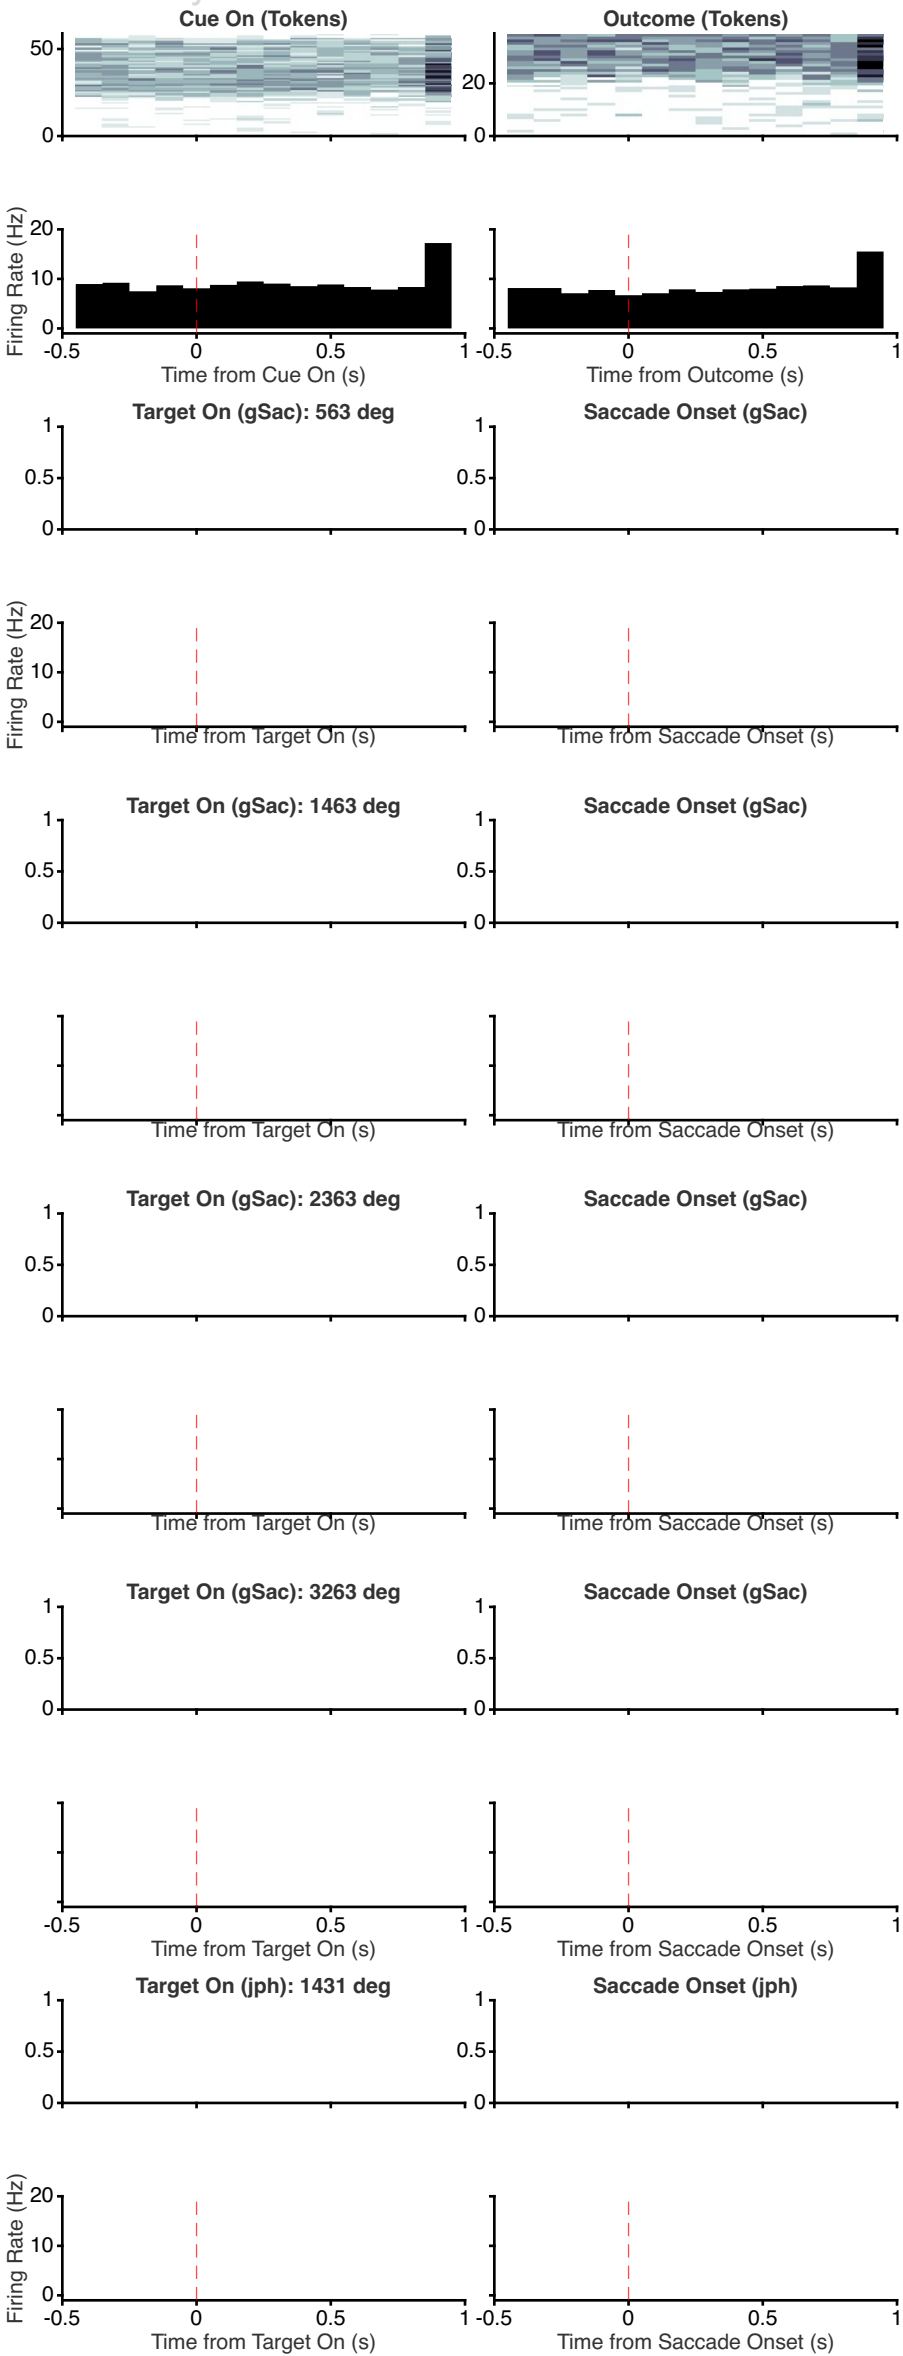 Cue On (Tokens) Outcome (Tokens)
50 20
0 0
Firing Rate (Hz)
20
10
0
-0.5 0 0.5 1 -0.5 0 0.5 1
Time from Cue On (s) Time from Outcome (s)
Target On (gSac): 563 deg Saccade Onset (gSac)
1 1
0.5 0.5
0 0
Firing Rate (Hz)
20
10
0
Time from Target On (s) Time from Saccade Onset (s)
Target On (gSac): 1463 deg Saccade Onset (gSac)
1 1
0.5 0.5
0 0
Time from Target On (s) Time from Saccade Onset (s)
Target On (gSac): 2363 deg Saccade Onset (gSac)
1 1
0.5 0.5
0 0
Time from Target On (s) Time from Saccade Onset (s)
Target On (gSac): 3263 deg Saccade Onset (gSac)
1 1
0.5 0.5
0 0
-0.5 0 0.5 1 -0.5 0 0.5 1
Time from Target On (s) Time from Saccade Onset (s)
Target On (jph): 1431 deg Saccade Onset (jph)
1 1
0.5 0.5
0 0
Firing Rate (Hz)
20
10
0
-0.5 0 0.5 1 -0.5 0 0.5 1
Time from Target On (s) Time from Saccade Onset (s)